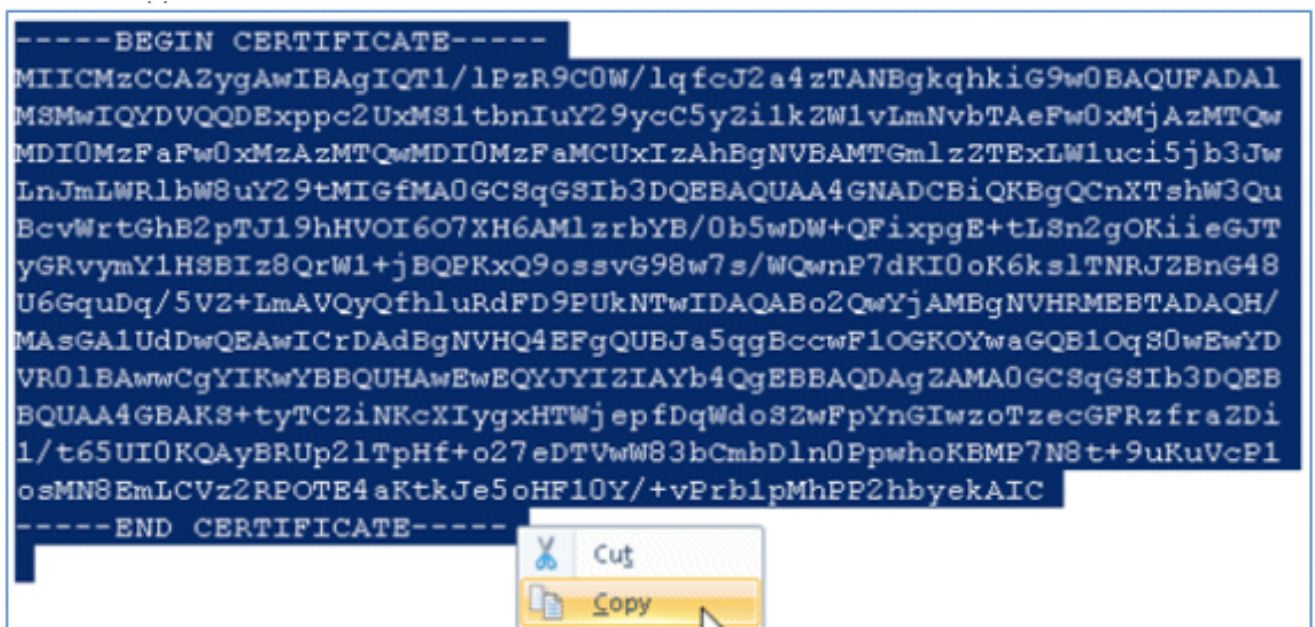 -----BEGIN CERTIFICATE-----
MIICMzCCAZygAwIBAgIQT1/lPzR9C0W/lqfcJ2a4zTANBgkqhkiG9w0BAQUFADAl
MSMwIQYDVQQDExppc2UxMS1tbnIuY29ycC5yZi1kZW1vLmNvbTAeFw0xMjAzMTQw
MDI0MzFaFw0xMzAzMTQwMDI0MzFaMCUxIzAhBgNVBAMTGmlzZTExLW1uci5jb3Jw
LnJmLWRlbW8uY29tMIGfMA0GCSqGSIb3DQEBAQUAA4GNADCBiQKBgQCnXTshW3Qu
BcvWrtGhB2pTJ19hHVOI6O7XH6AMlzrbYB/0b5wDW+QFixpgE+tLSn2gOKiieGJT
yGRvymY1HSBIz8QrW1+jBQPKxQ9ossvG98w7s/WQwnP7dKI0oK6kslTNRJZBnG48
U6GquDq/5VZ+LmAVQyQfhluRdFD9PUkNTwIDAQABo2QwYjAMBgNVHRMEBTADAQH/
MAsGA1UdDwQEAwICrDAdBgNVHQ4EFgQUBJa5qgBccwF1OGKOYwaGQB1OqS0wEwYD
VR0lBAwwCgYIKwYBBQUHAwEwEQYJYIZIAYb4QgEBBAQDAgZAMA0GCSqGSIb3DQEB
BQUAA4GBAKS+tyTCZiNKcXIygxHTWjepfDqWdoSZwFpYnGIwzoTzecGFRzfraZDi
1/t65UI0KQAyBRUp2lTpHf+o27eDTVwW83bCmbDln0PpwhoKBMP7N8t+9uKuVcP1
osMN8EmLCVz2RPOTE4aKtkJe5oHF10Y/+vPrb1pMhPP2hbyekAIC
-----END CERTIFICATE-----
Cut
Copy